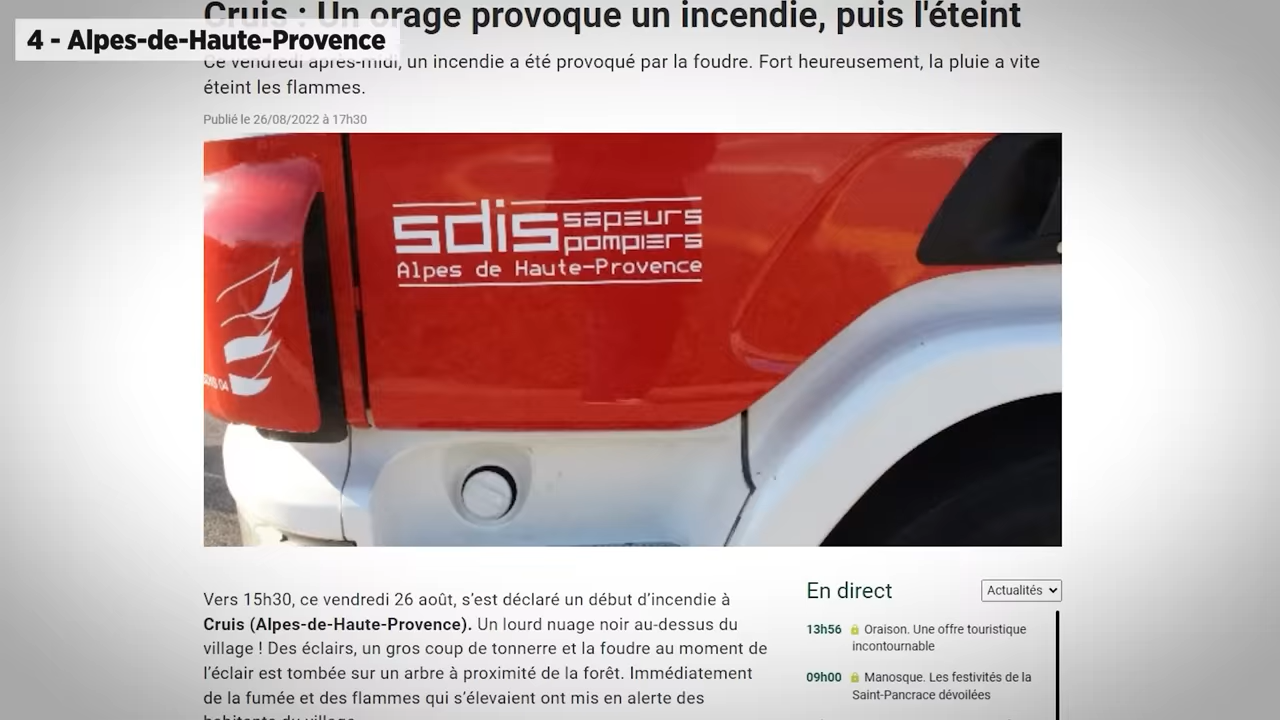 Cruis : Un orage provoque un incendie, puis l'éteint
4 - Alpes-de-Haute-Provence
Ce vendredi après-midi, un incendie a été provoqué par la foudre. Fort heureusement, la pluie a vite
éteint les flammes.
Publié le 26/08/2022 à 17h30
sdis sapeurs
pompiers
Alpes de Haute-Provence
Vers 15h30, ce vendredi 26 août, s’est déclaré un début d’incendie à
Cruis (Alpes-de-Haute-Provence). Un lourd nuage noir au-dessus du
village ! Des éclairs, un gros coup de tonnerre et la foudre au moment de
l’éclair est tombée sur un arbre à proximité de la forêt. Immédiatement
de la fumée et des flammes qui s’élevaient ont mis en alerte des
habitants du village.
En direct
Actualités
13h56 Oraison. Une offre touristique
incontournable
09h00 Manosque. Les festivités de la
Saint-Pancrace dévoilées